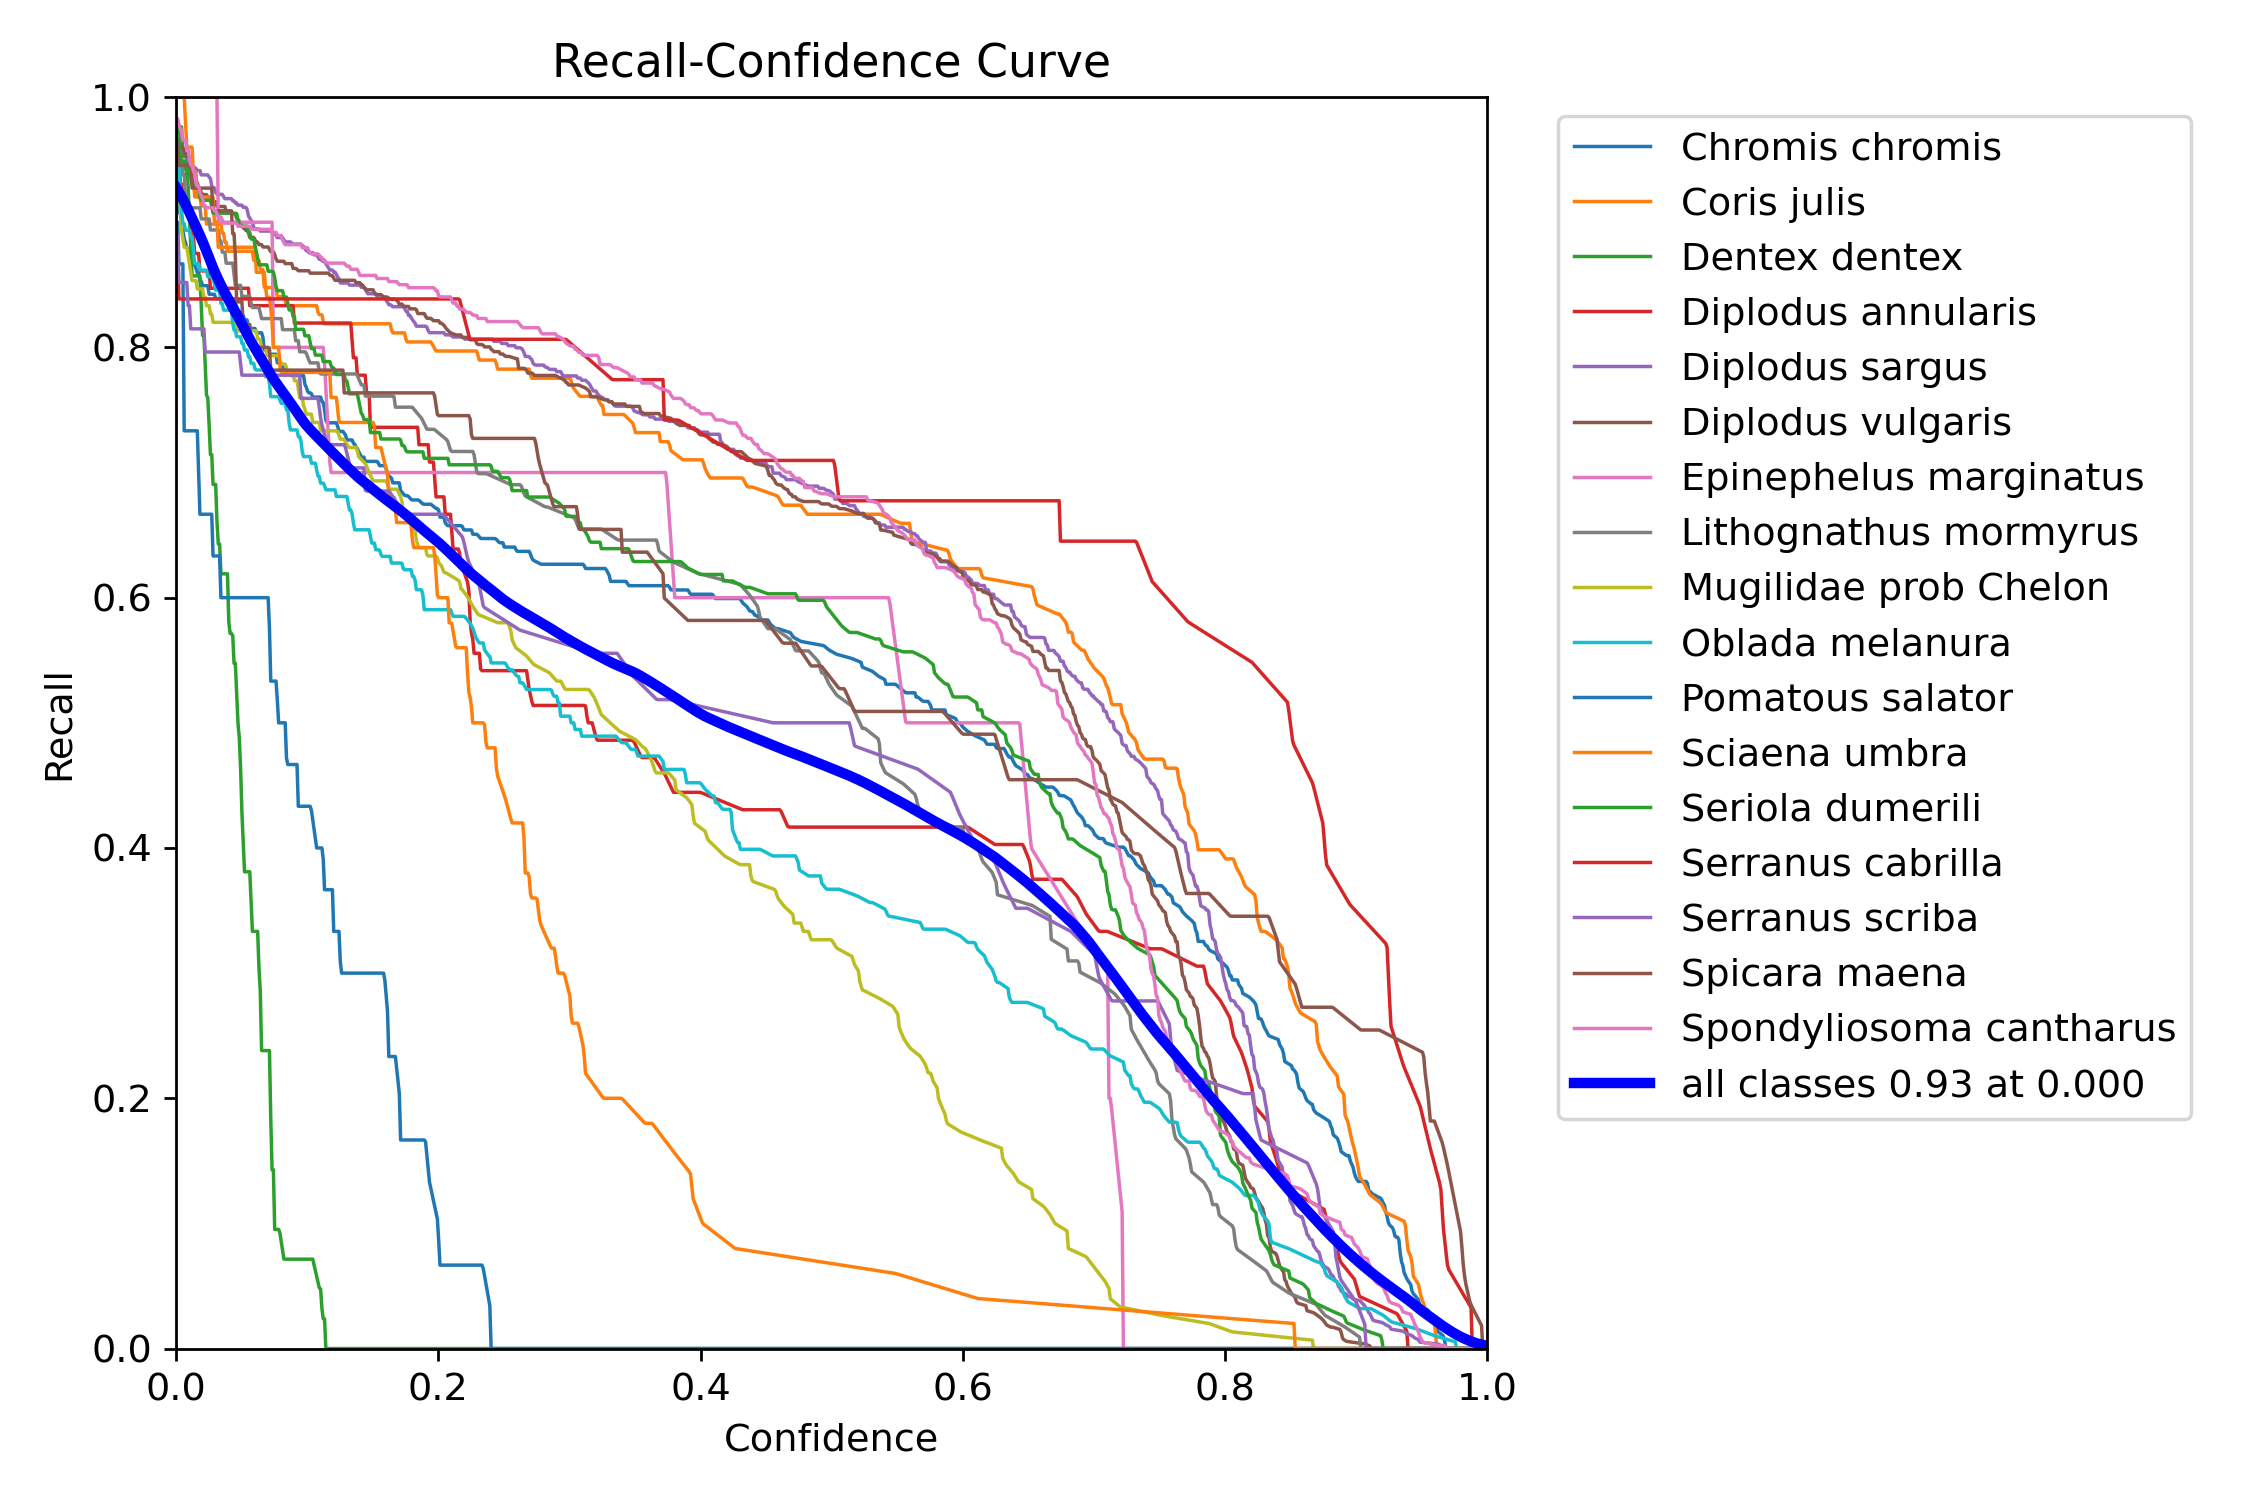 Recall-Confidence Curve
1.0
0.8
0.6
0.4
0.2
0.0
Recall
0.0 0.2 0.4 0.6 0.8 1.0
Confidence
Chromis chromis
Coris julis
Dentex dentex
Diplodus annularis
Diplodus sargus
Diplodus vulgaris
Epinephelus marginatus
Lithognathus mormyrus
Mugilidae prob Chelon
Oblada melanura
Pomatous salator
Sciaena umbra
Seriola dumerili
Serranus cabrilla
Serranus scriba
Spicara maena
Spondyliosoma cantharus
all classes 0.93 at 0.000